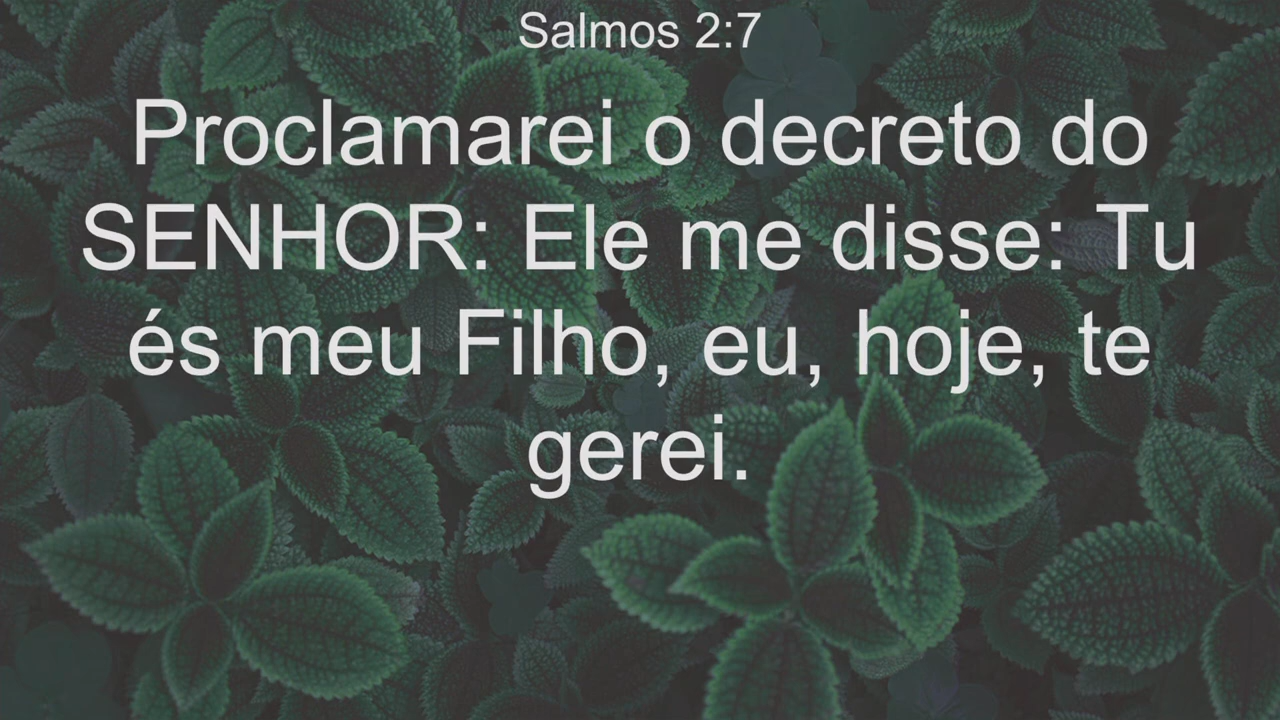 Salmos 2:7
Proclamarei o decreto do
SENHOR: Ele me disse: Tu
és meu Filho, eu, hoje, te
gerei.